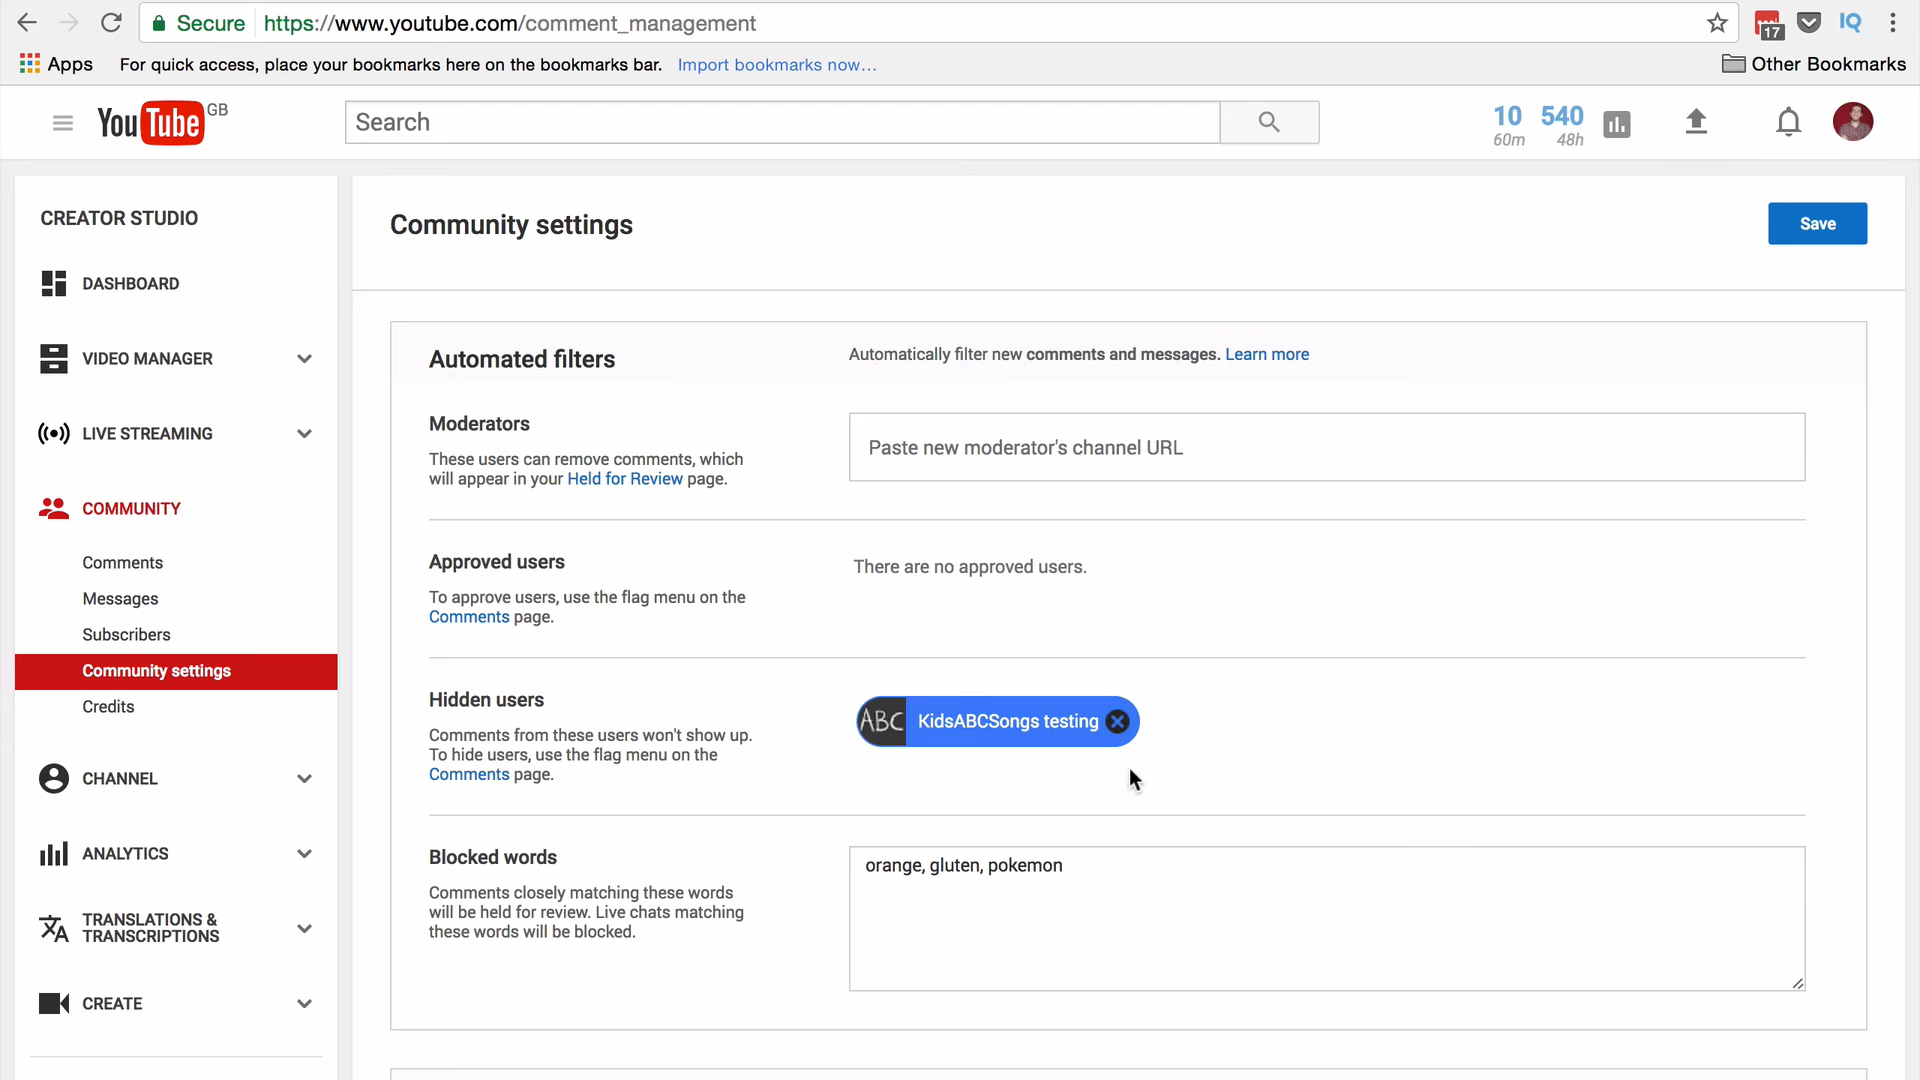 Secure https://www.youtube.com/comment_management
17
IQ
Apps For quick access, place your bookmarks here on the bookmarks bar. Import bookmarks now... Other Bookmarks
YouTube GB
Search
10 540
60m 48h
CREATOR STUDIO
DASHBOARD
VIDEO MANAGER
LIVE STREAMING
COMMUNITY
Comments
Messages
Subscribers
Community settings
Credits
CHANNEL
ANALYTICS
TRANSLATIONS &
TRANSCRIPTIONS
CREATE
Community settings
Save
Automated filters
Automatically filter new comments and messages. Learn more
Moderators
These users can remove comments, which
will appear in your Held for Review page.
Paste new moderator's channel URL
Approved users
To approve users, use the flag menu on the
Comments page.
There are no approved users.
Hidden users
Comments from these users won't show up.
To hide users, use the flag menu on the
Comments page.
ABC KidsABCSongs testing
Blocked words
Comments closely matching these words
will be held for review. Live chats matching
these words will be blocked.
orange, gluten, pokemon